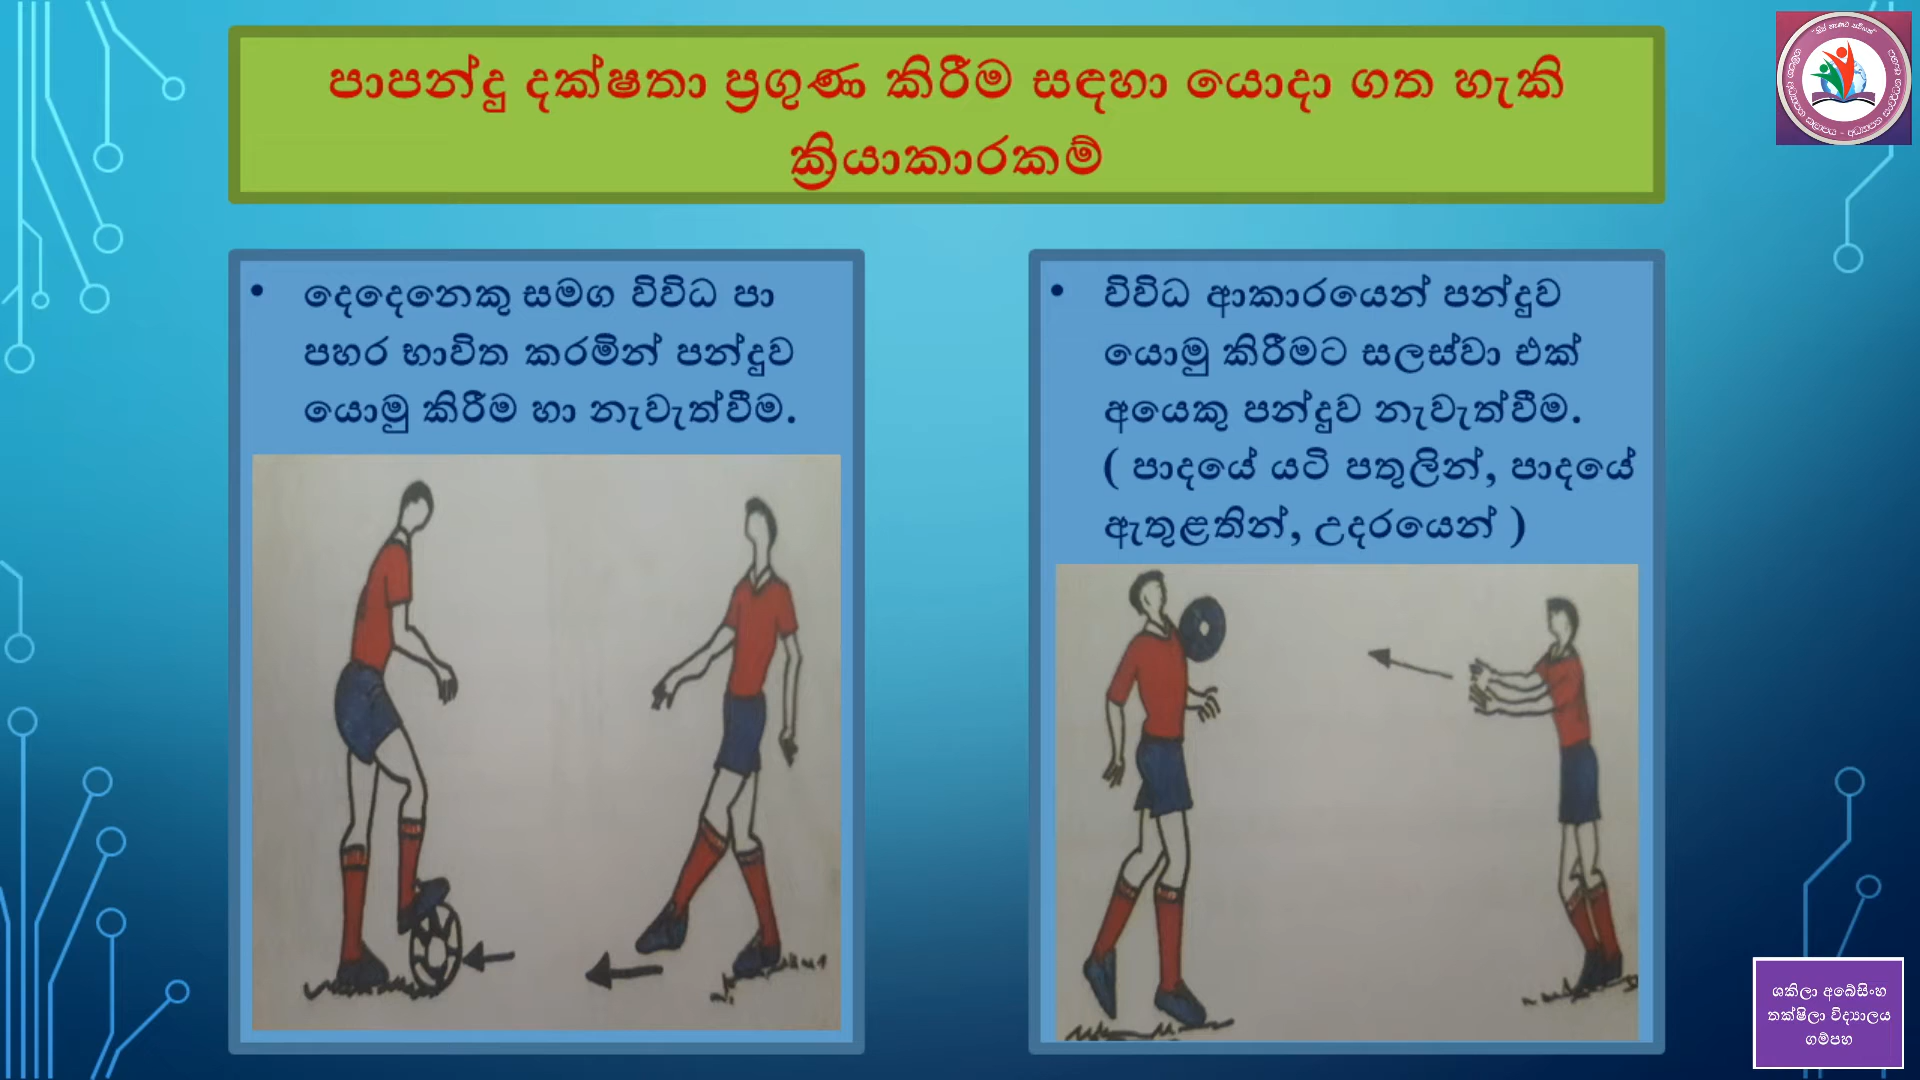 පාපන්දු දක්ෂතා ප්‍රගුණ කිරීම සඳහා යොදා ගත හැකි
ක්‍රියාකාරකම්
• දෙදෙනෙකු සමග විවිධ පා
පහර භාවිත කරමින් පන්දුව
යොමු කිරීම හා නැවැත්වීම.
• විවිධ ආකාරයෙන් පන්දුව
යොමු කිරීමට සලස්වා එක්
අයෙකු පන්දුව නැවැත්වීම.
( පාදයේ යටි පතුලින්, පාදයේ
ඇතුළතින්, උදරයෙන් )
ශකිලා අබේසිංහ
තක්ෂිලා විද්‍යාලය
ගම්පහ